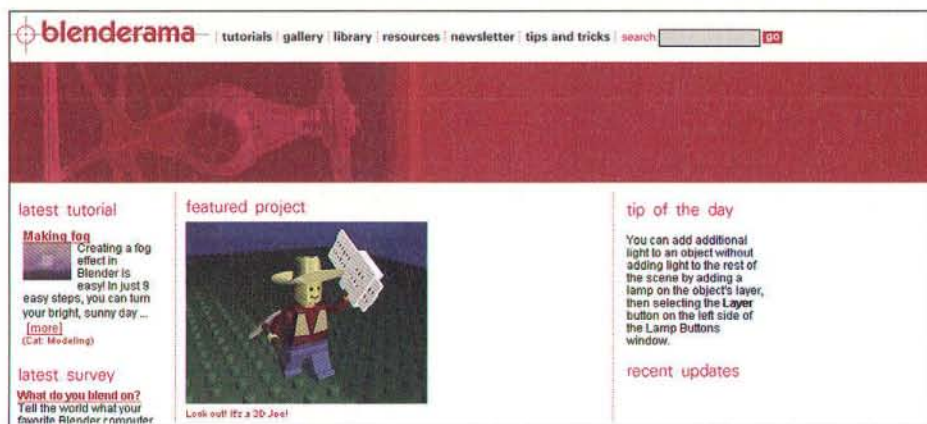 blenderama
tutorials gallery library resources newsletter tips and tricks search: go
latest tutorial
Making fog
Creating a fog
effect in
Blender is
easy! In just 9
easy steps, you can turn
your bright, sunny day ...
[more]
(Cat: Modeling)
latest survey
What do you blend on?
Tell the world what your
favorite Blender computer
featured project
Look out! It's a 3D Joe!
tip of the day
You can add additional
light to an object without
adding light to the rest of
the scene by adding a
lamp on the object's layer,
then selecting the Layer
button on the left side of
the Lamp Buttons
window.
recent updates